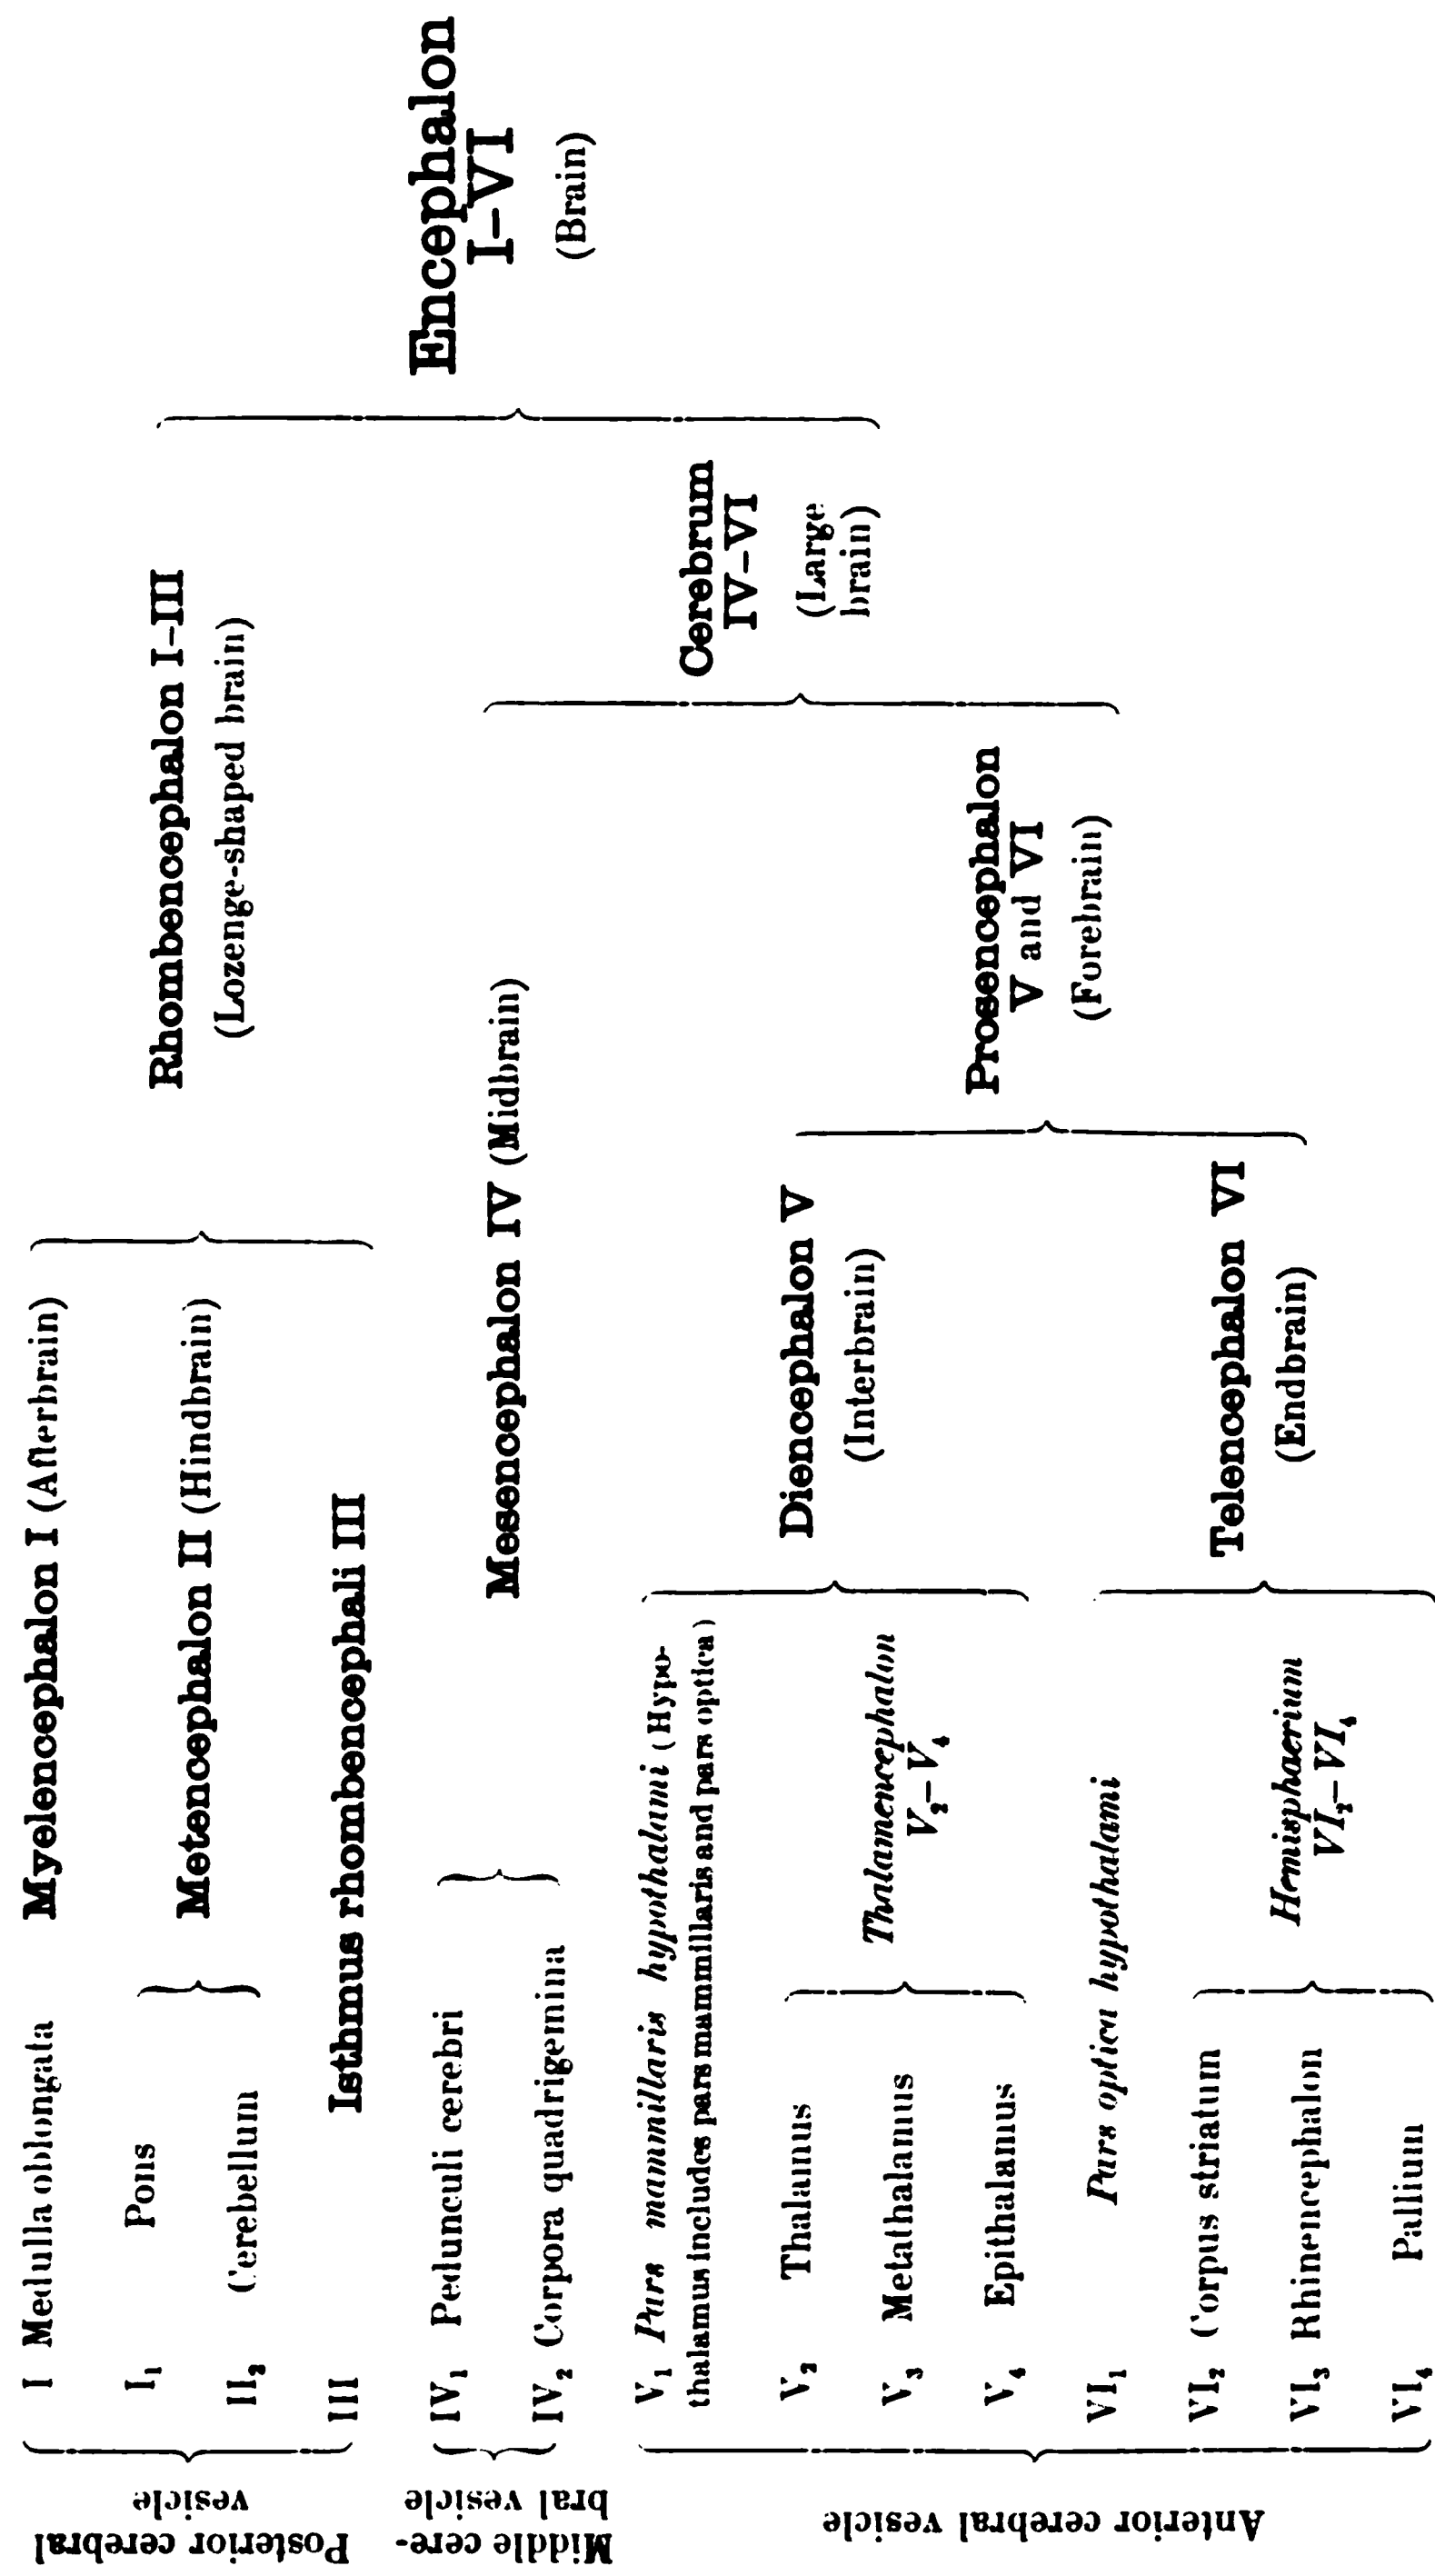 Posterior cerebral
vesicle
I Medulla oblongata
Myelencephalon I (Afterbrain)
I₁ Pons
Metencephalon II (Hindbrain)
II₂ Cerebellum
III Isthmus rhombencephali III
Rhombencephalon I–III
(Lozenge-shaped brain)
Middle cere-
bral vesicle
IV₁ Pedunculi cerebri
IV₂ Corpora quadrigemina
Mesencephalon IV (Midbrain)
Anterior cerebral vesicle
V₁ Pars mammillaris hypothalami (Hypo-
thalamus includes pars mammillaris and pars optica)
V₂ Thalamus
V₃ Metathalamus
V₄ Epithalamus
Thalamencephalon
V₂–V₄
Diencephalon V
(Interbrain)
VI₁ Pars optica hypothalami
VI₂ Corpus striatum
VI₃ Rhinencephalon
VI₄ Pallium
Hemisphaerium
VI₂–VI₄
Telencephalon VI
(Endbrain)
Prosencephalon
V and VI
(Forebrain)
Cerebrum
IV–VI
(Large
brain)
Encephalon
I–VI
(Brain)